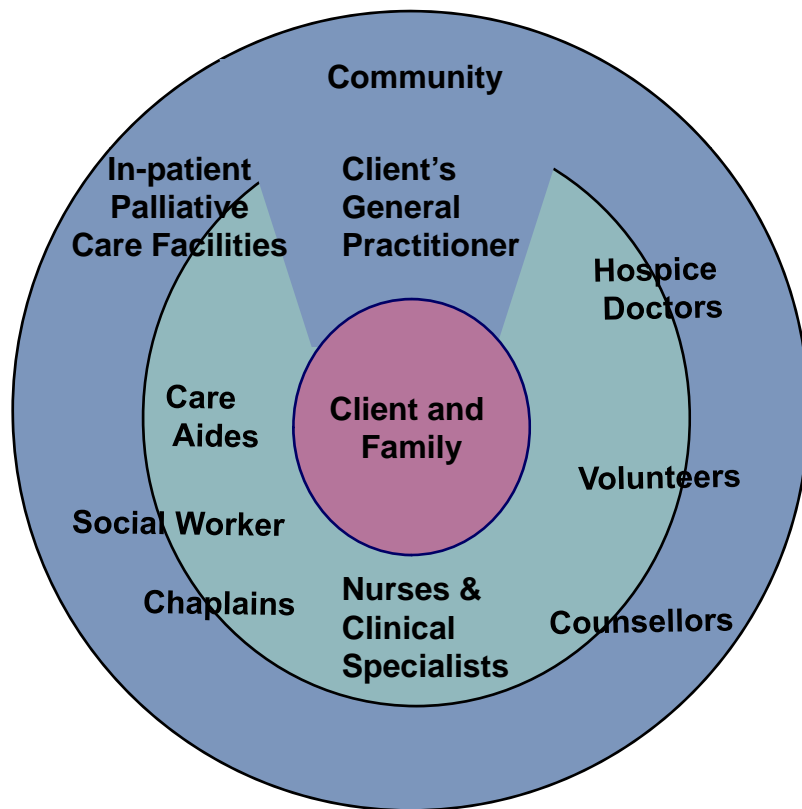 Community
In-patient
Palliative
Care Facilities
Client's
General
Practitioner
Hospice
Doctors
Care
Aides
Client and
Family
Volunteers
Social Worker
Chaplains
Nurses &
Clinical
Specialists
Counsellors